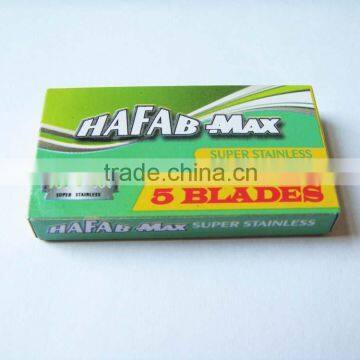 HAFAB-MAX
SUPER STAINLESS
trade.china.cn
SUPER STAINLESS
5 BLADES
HAFAB-MAX SUPER STAINLESS